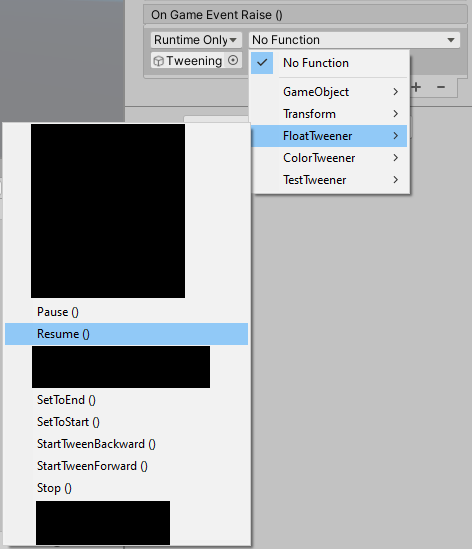 On Game Event Raise ()
Runtime Only
No Function
Tweening
No Function
GameObject
Transform
FloatTweener
ColorTweener
TestTweener
Pause ()
Resume ()
SetToEnd ()
SetToStart ()
StartTweenBackward ()
StartTweenForward ()
Stop ()